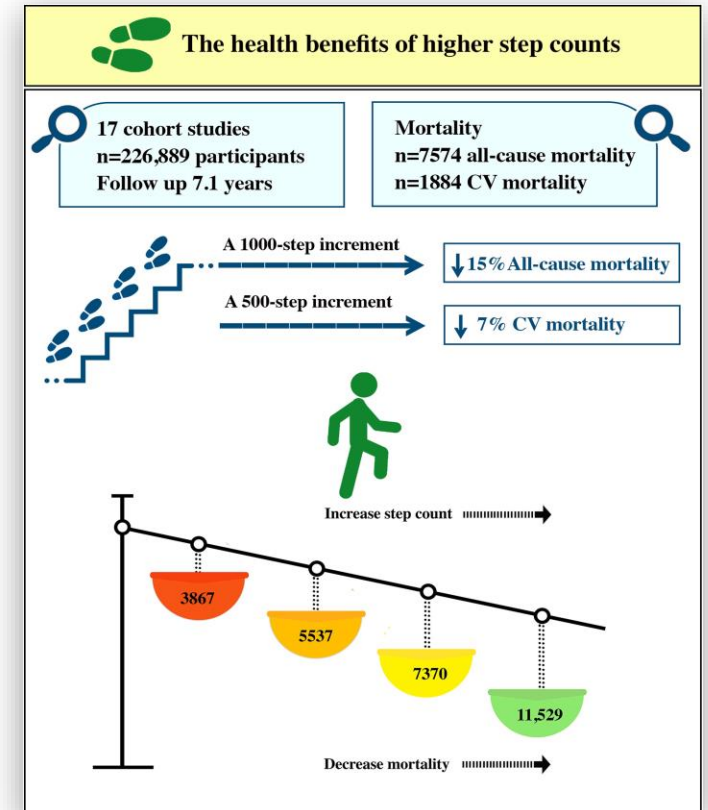 The health benefits of higher step counts
17 cohort studies
n=226,889 participants
Follow up 7.1 years
Mortality
n=7574 all-cause mortality
n=1884 CV mortality
A 1000-step increment
↓15% All-cause mortality
A 500-step increment
↓ 7% CV mortality
Increase step count
3867
5537
7370
11,529
Decrease mortality